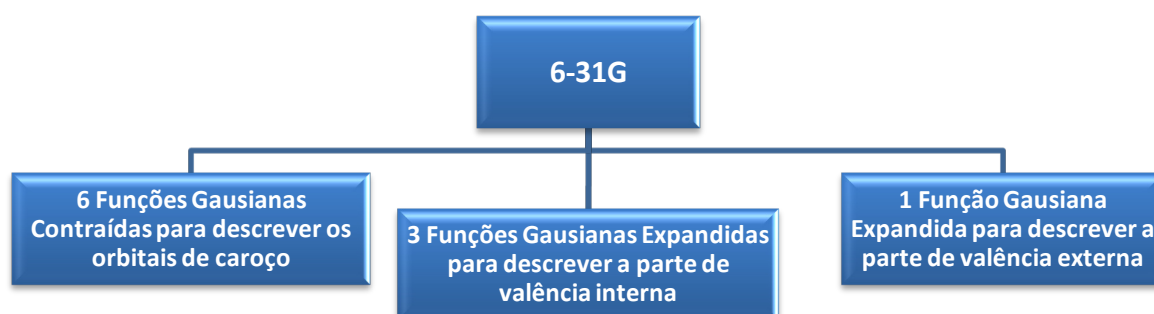 6-31G
6 Funções Gausianas
Contraídas para descrever os
orbitais de caroço
3 Funções Gausianas Expandidas
para descrever a parte de
valência interna
1 Função Gausiana
Expandida para descrever a
parte de valência externa